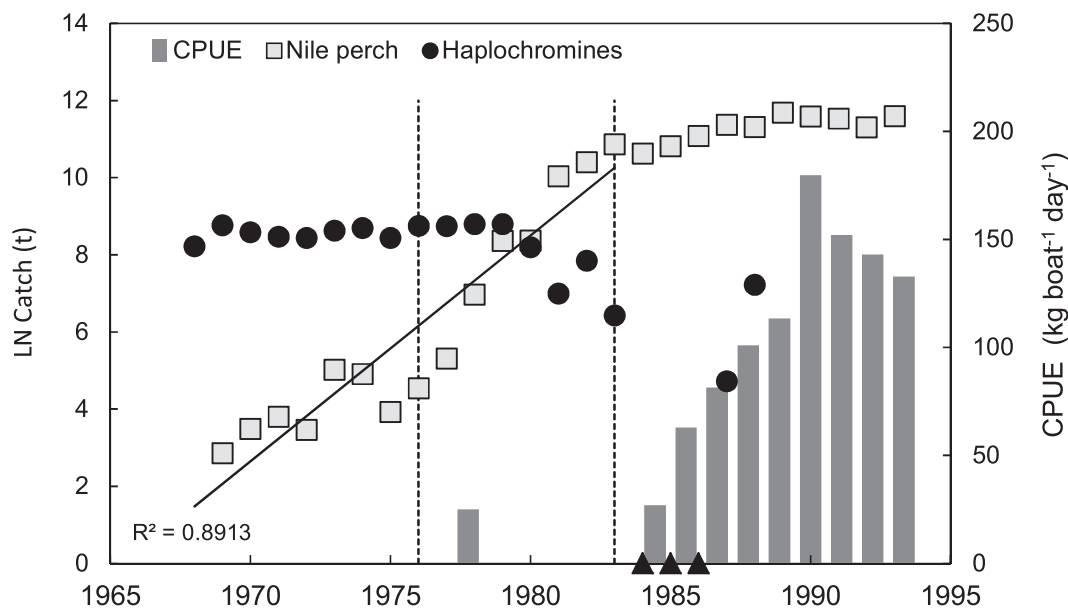 CPUE Nile perch Haplochromines
LN Catch (t)
14
12
10
8
6
4
2
0
250
200
150
100
50
0
CPUE (kg boat⁻¹ day⁻¹)
R² = 0.8913
1965 1970 1975 1980 1985 1990 1995